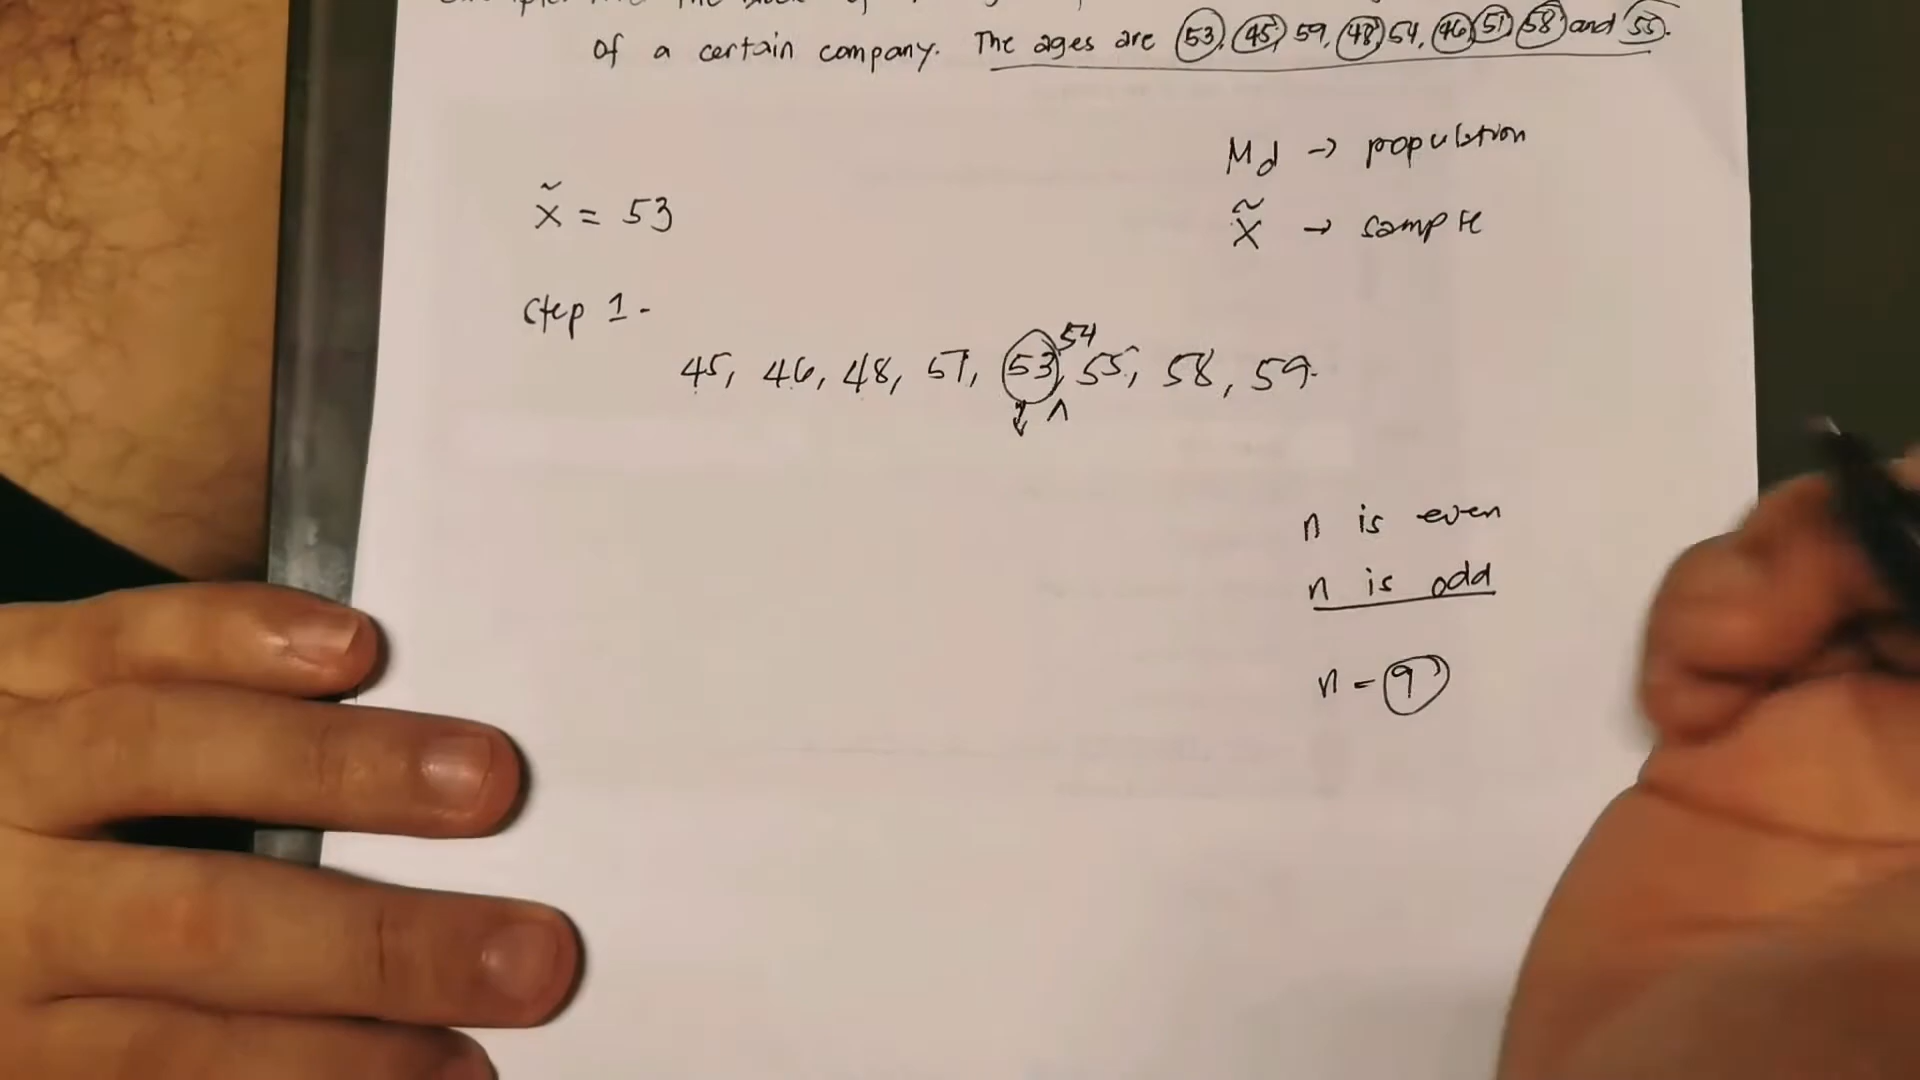 of a certain company. The ages are 53, 45, 59, 48, 54, 46, 51, 58 and 55.
Md → population
x̃ = 53
x̃ → sample
Step 1.
54
45, 46, 48, 51, 53, 55, 58, 59.
n is even
n is odd
n = 9